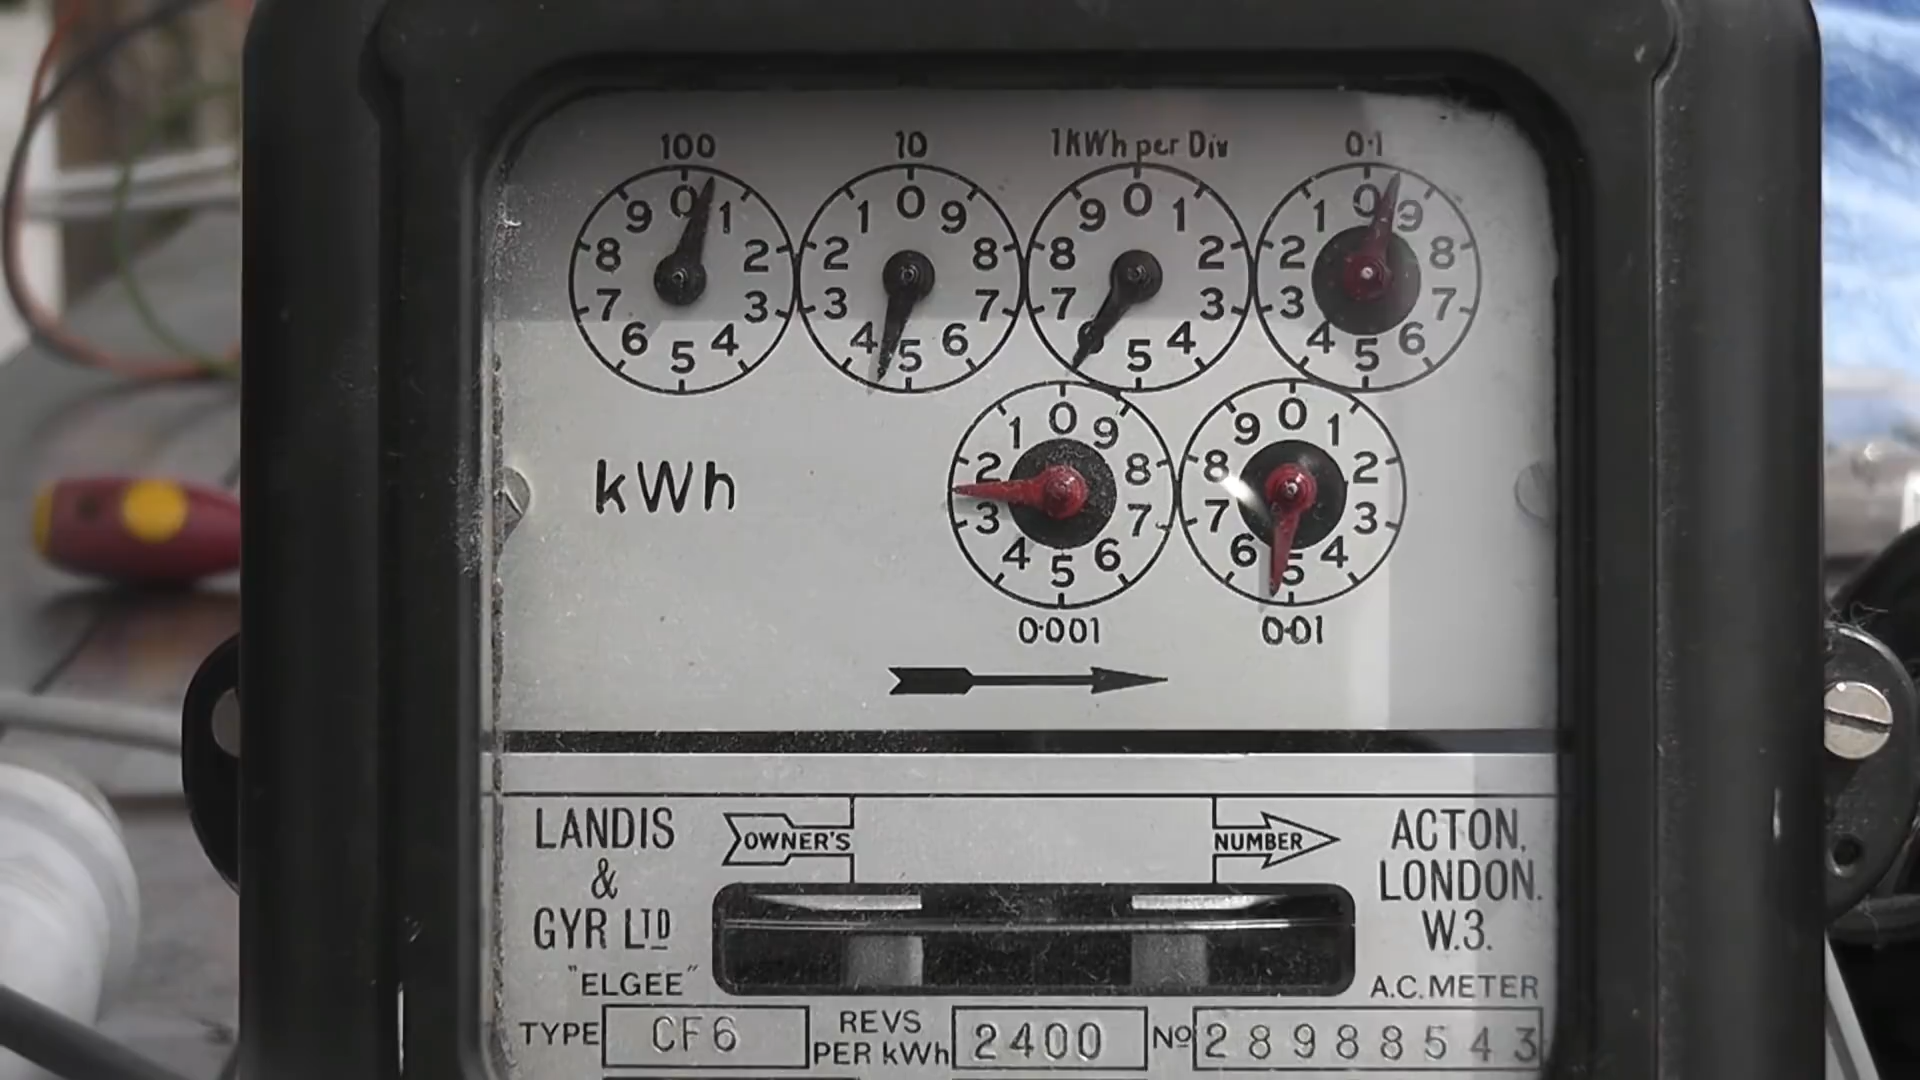 100 10 1KWh per Div 0·1
0 1 2 3 4 5 6 7 8 9
0 9 8 7 6 5 4 3 2 1
0 1 2 3 4 5 6 7 8 9
0 9 8 7 6 5 4 3 2 1
kWh
0 9 8 7 6 5 4 3 2 1
0 1 2 3 4 5 6 7 8 9
0·001 0·01
LANDIS
& 
GYR LTD
"ELGEE"
OWNER'S NUMBER
ACTON,
LONDON.
W.3.
A.C. METER
TYPE CF6
REVS
PER kWh 2400
No 28988543